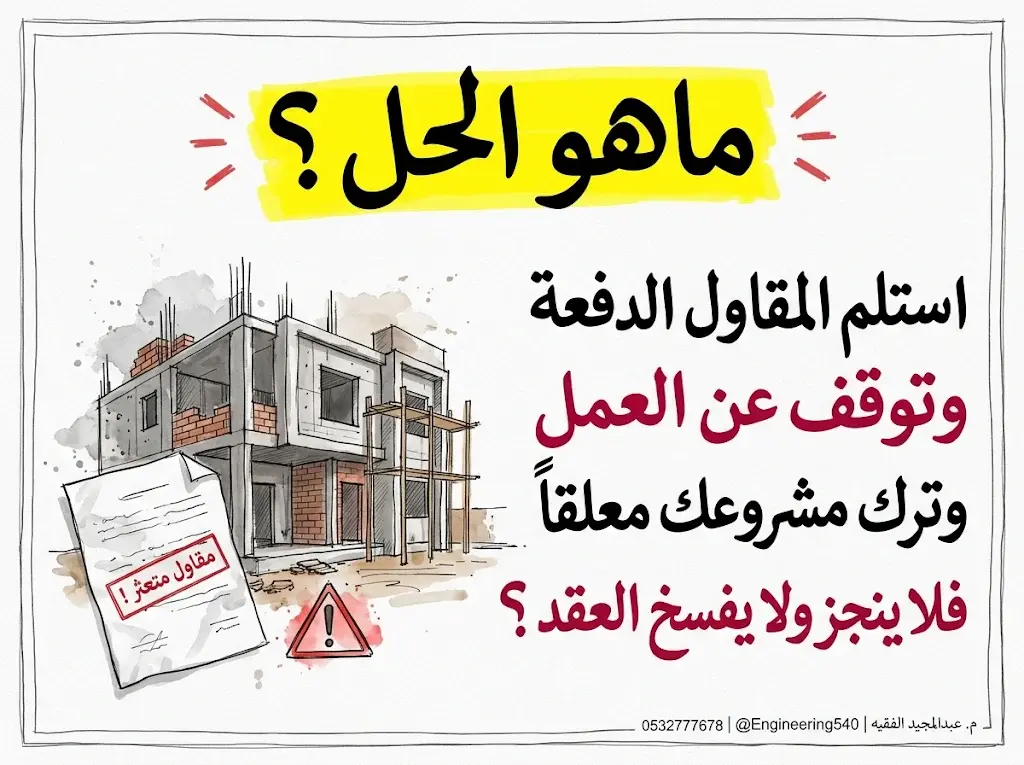 ماهو الحل ؟
استلم المقاول الدفعة
وتوقف عن العمل
وترك مشروعك معلقاً
فلا ينجز ولا يفسخ العقد ؟
مقاول متعثر !
م. عبدالمجيد الفقيه | @Engineering540 | 0532777678